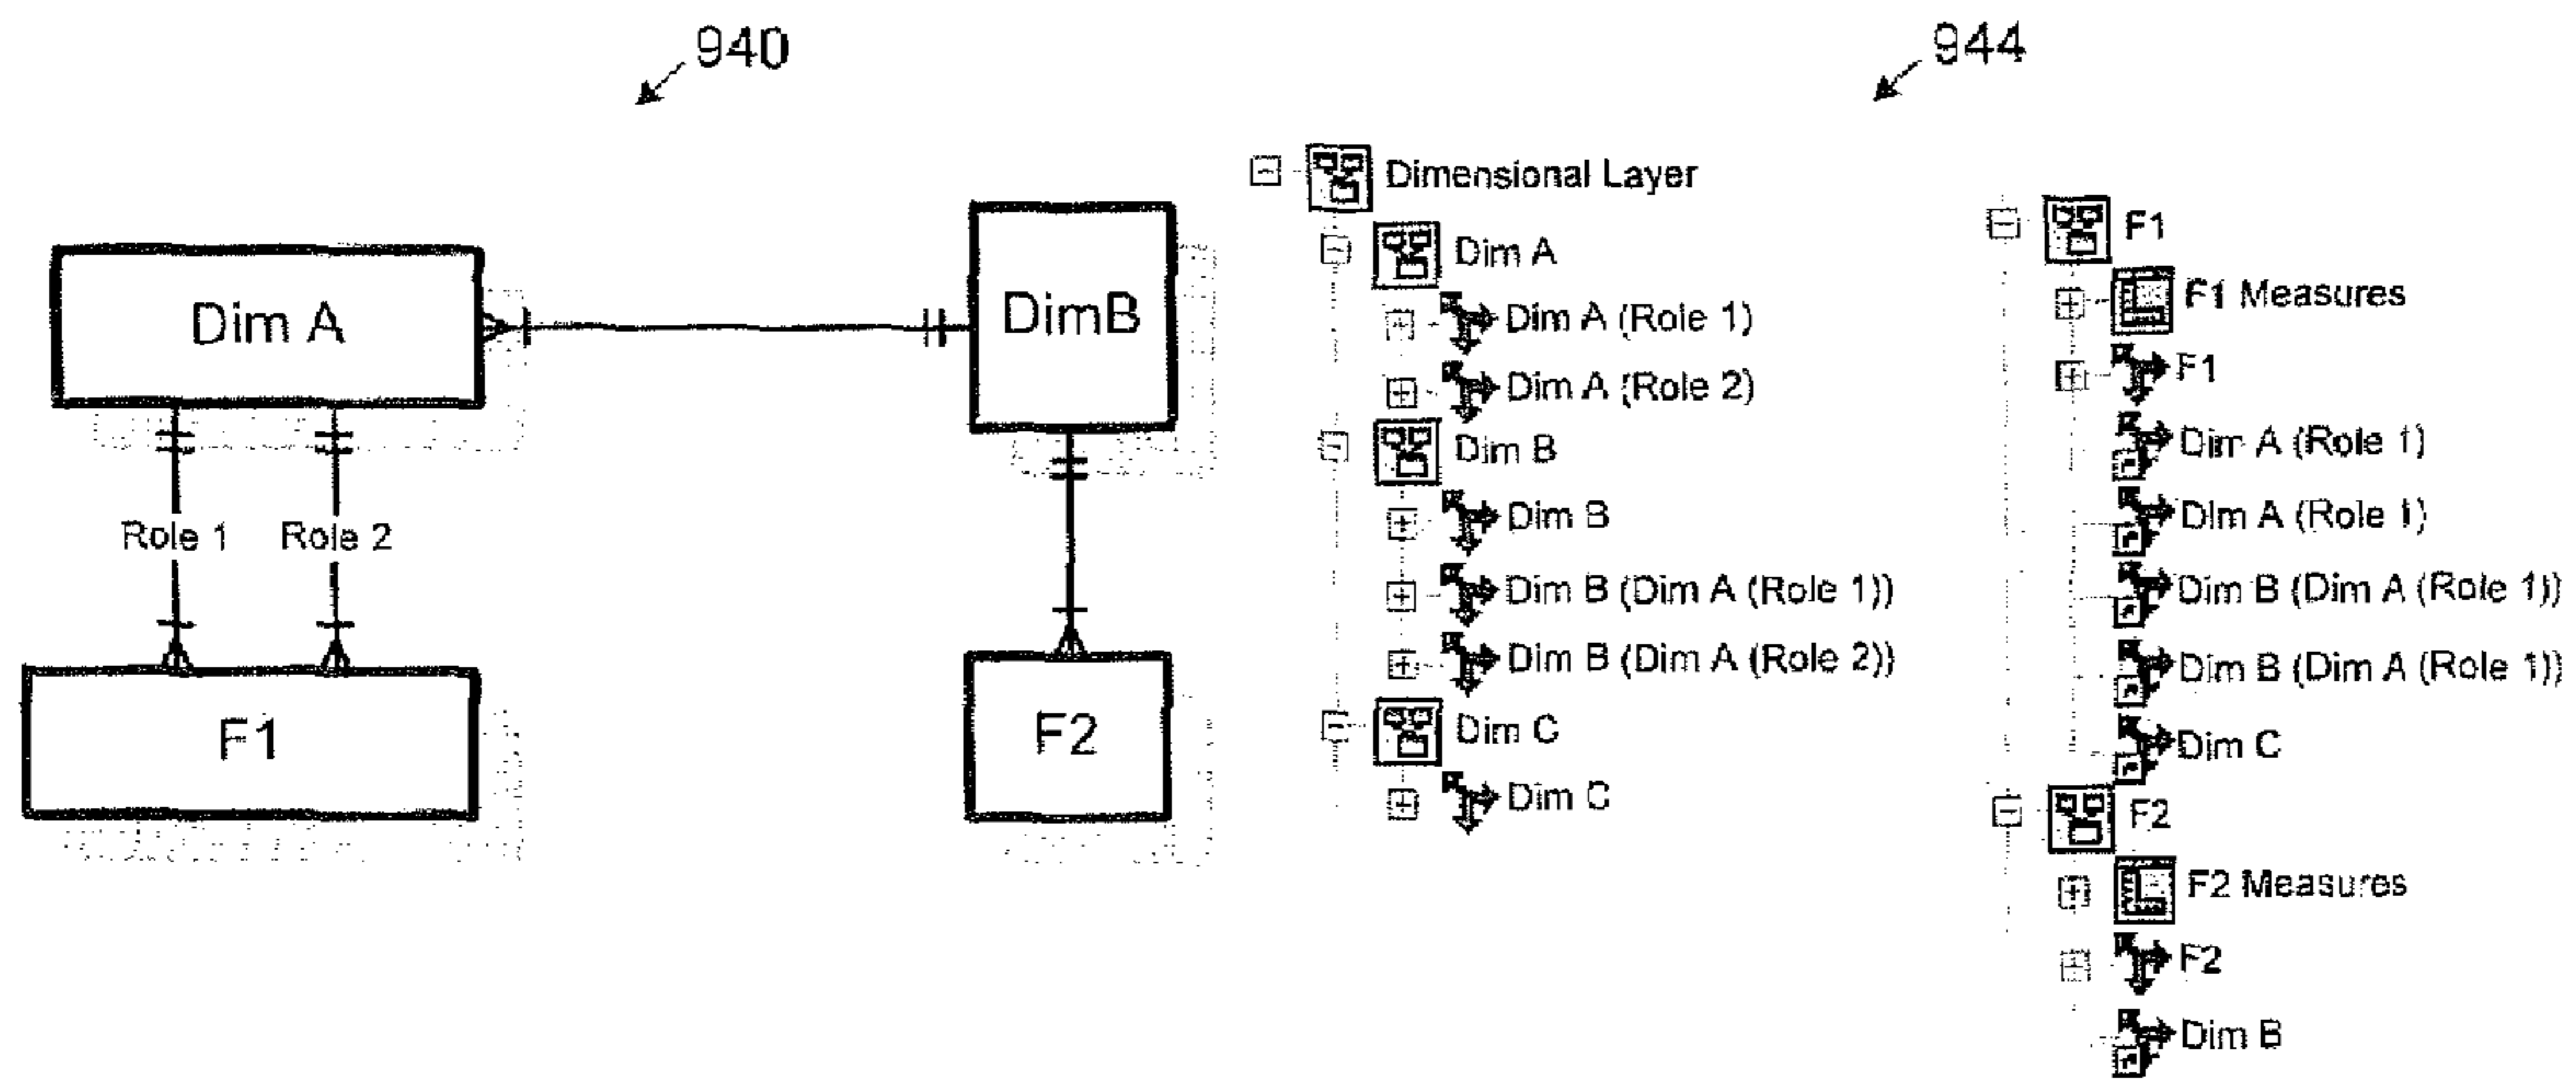 940
Dim A
DimB
Role 1
Role 2
F1
F2
944
Dimensional Layer
Dim A
Dim A (Role 1)
Dim A (Role 2)
Dim B
Dim B
Dim B (Dim A (Role 1))
Dim B (Dim A (Role 2))
Dim C
Dim C
F1
F1 Measures
F1
Dim A (Role 1)
Dim A (Role 1)
Dim B (Dim A (Role 1))
Dim B (Dim A (Role 1))
Dim C
F2
F2 Measures
F2
Dim B